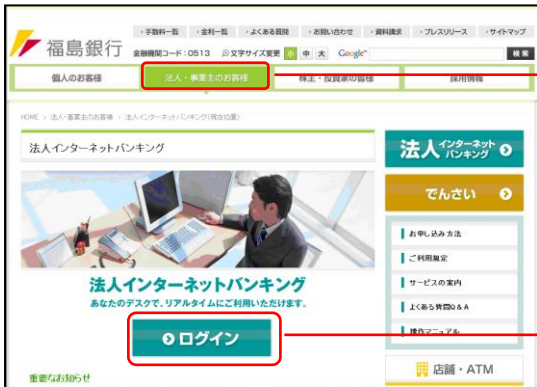 ・手数料一覧 ・金利一覧 ・よくある質問 ・お問い合わせ ・資料請求 ・プレスリリース ・サイトマップ
福島銀行
金融機関コード：0513 文字サイズ変更 小 中 大 Google 検索
個人のお客様 法人・事業主のお客様 株主・投資家の皆様 採用情報
HOME > 法人・事業主のお客様 > 法人インターネットバンキング(現在位置)
法人インターネットバンキング
法人インターネットバンキング
でんさい
お申し込み方法
ご利用規定
サービスの案内
よくある質問Q&A
操作マニュアル
法人インターネットバンキング
あなたのデスクで、リアルタイムにご利用いただけます。
ログイン
店舗・ATM
重要なお知らせ